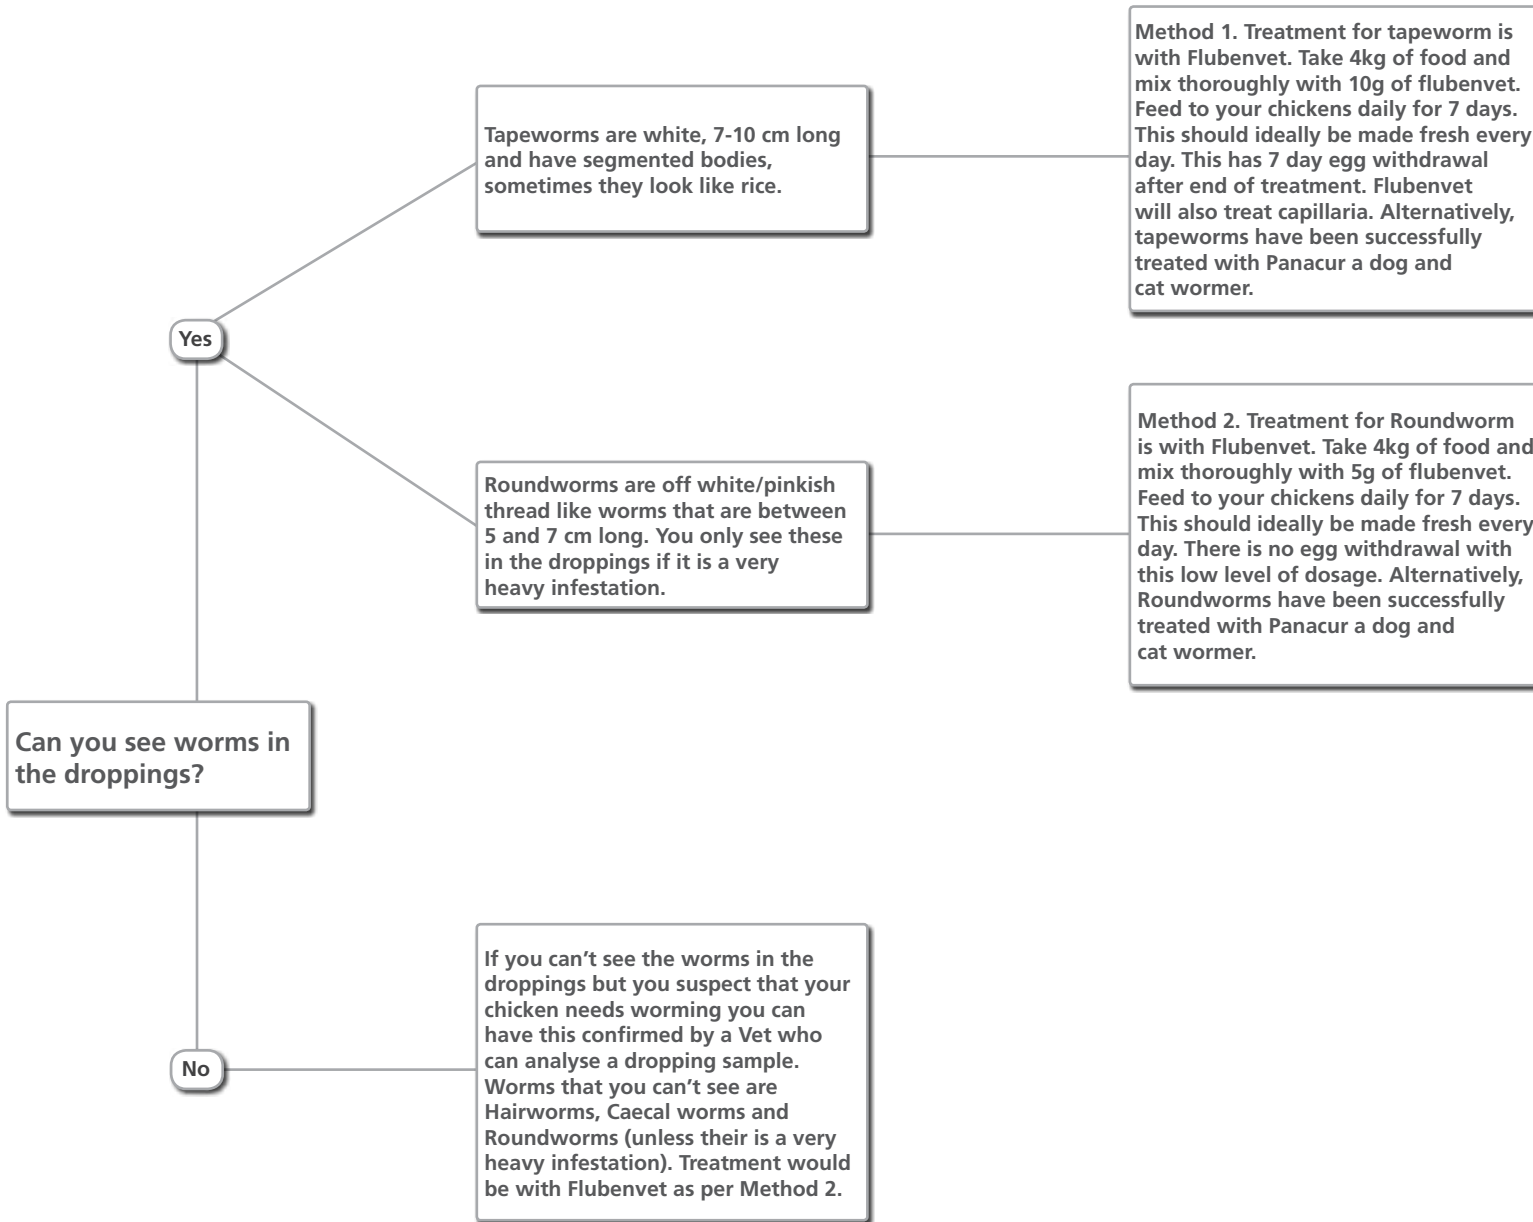 Can you see worms in
the droppings?
Yes
Tapeworms are white, 7-10 cm long
and have segmented bodies,
sometimes they look like rice.
Method 1. Treatment for tapeworm is
with Flubenvet. Take 4kg of food and
mix thoroughly with 10g of flubenvet.
Feed to your chickens daily for 7 days.
This should ideally be made fresh every
day. This has 7 day egg withdrawal
after end of treatment. Flubenvet
will also treat capillaria. Alternatively,
tapeworms have been successfully
treated with Panacur a dog and
cat wormer.
Roundworms are off white/pinkish
thread like worms that are between
5 and 7 cm long. You only see these
in the droppings if it is a very
heavy infestation.
Method 2. Treatment for Roundworm
is with Flubenvet. Take 4kg of food and
mix thoroughly with 5g of flubenvet.
Feed to your chickens daily for 7 days.
This should ideally be made fresh every
day. There is no egg withdrawal with
this low level of dosage. Alternatively,
Roundworms have been successfully
treated with Panacur a dog and
cat wormer.
No
If you can't see the worms in the
droppings but you suspect that your
chicken needs worming you can
have this confirmed by a Vet who
can analyse a dropping sample.
Worms that you can't see are
Hairworms, Caecal worms and
Roundworms (unless their is a very
heavy infestation). Treatment would
be with Flubenvet as per Method 2.